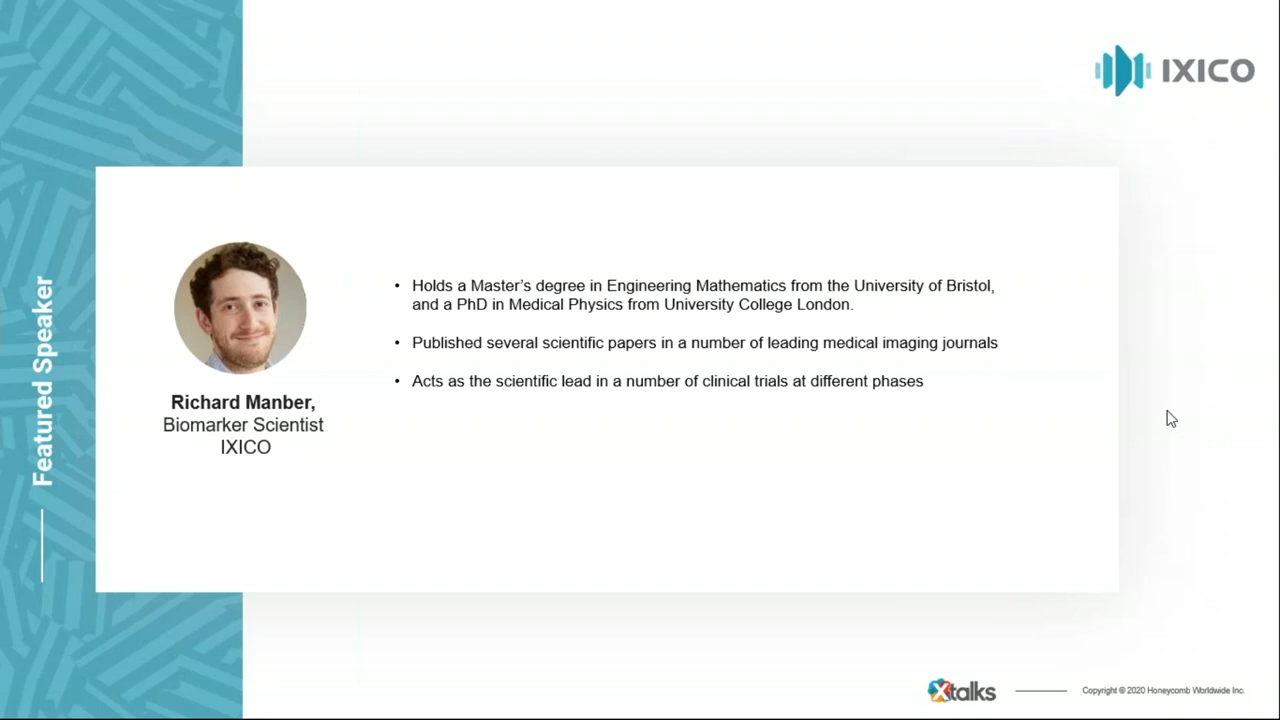 IXICO
Featured Speaker
Richard Manber,
Biomarker Scientist
IXICO
• Holds a Master's degree in Engineering Mathematics from the University of Bristol,
and a PhD in Medical Physics from University College London.
• Published several scientific papers in a number of leading medical imaging journals
• Acts as the scientific lead in a number of clinical trials at different phases
Xtalks
Copyright © 2020 Honeycomb Worldwide Inc.